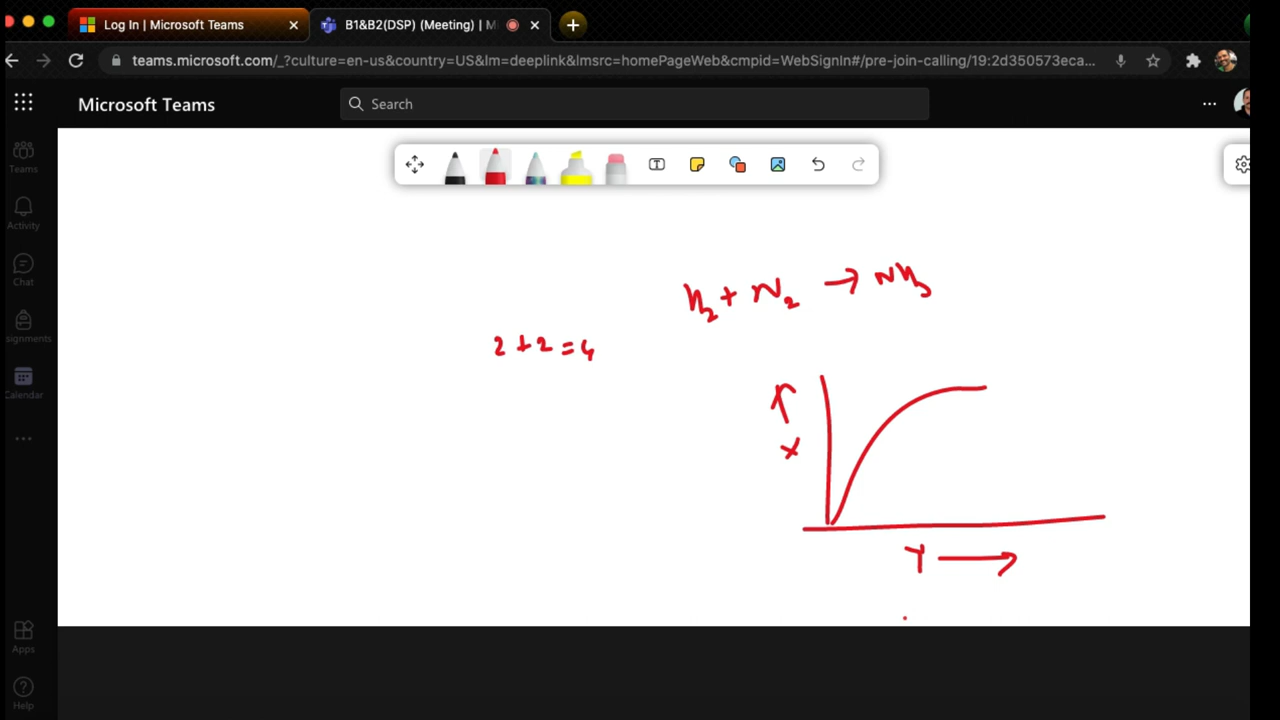 Log In | Microsoft Teams
B1&B2(DSP) (Meeting) | M
teams.microsoft.com/_?culture=en-us&country=US&lm=deeplink&lmsrc=homePageWeb&cmpid=WebSignIn#/pre-join-calling/19:2d350573eca...
Microsoft Teams
Search
Teams
Activity
Chat
signments
Calendar
H₂ + N₂ → NH₃
2 + 2 = 4
↑
X
Y →
Apps
Help